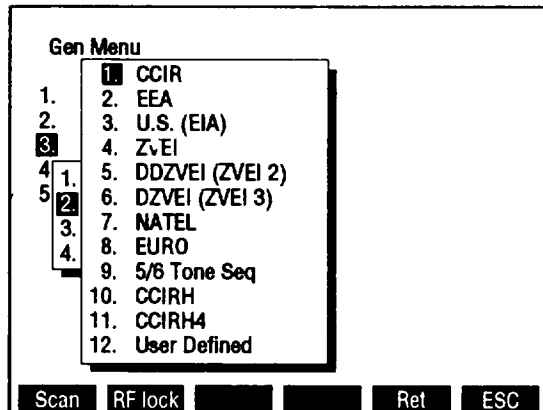 Gen Menu
1.
2.
3.
4
5
1.
2.
3.
4.
1. CCIR
2. EEA
3. U.S. (EIA)
4. ZVEI
5. DDZVEI (ZVEI 2)
6. DZVEI (ZVEI 3)
7. NATEL
8. EURO
9. 5/6 Tone Seq
10. CCIRH
11. CCIRH4
12. User Defined
Scan RF lock Ret ESC